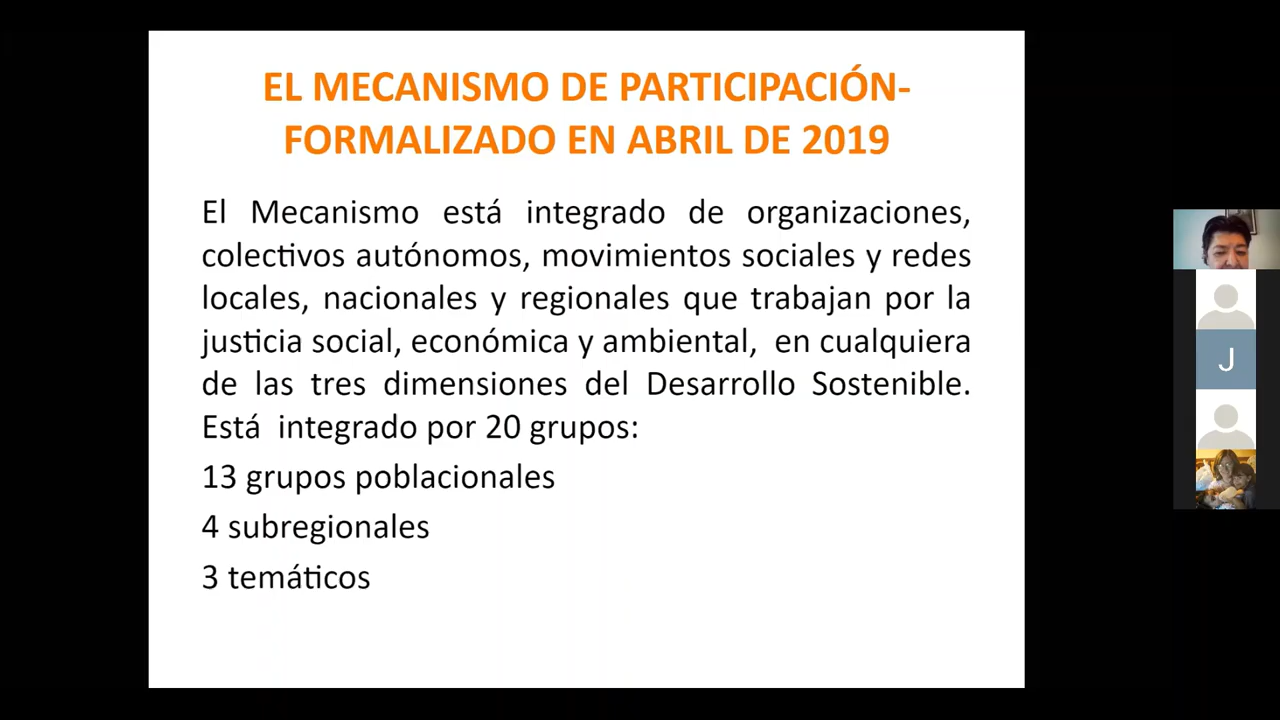 EL MECANISMO DE PARTICIPACIÓN-
FORMALIZADO EN ABRIL DE 2019
El Mecanismo está integrado de organizaciones,
colectivos autónomos, movimientos sociales y redes
locales, nacionales y regionales que trabajan por la
justicia social, económica y ambiental, en cualquiera
de las tres dimensiones del Desarrollo Sostenible.
Está integrado por 20 grupos:
13 grupos poblacionales
4 subregionales
3 temáticos
J